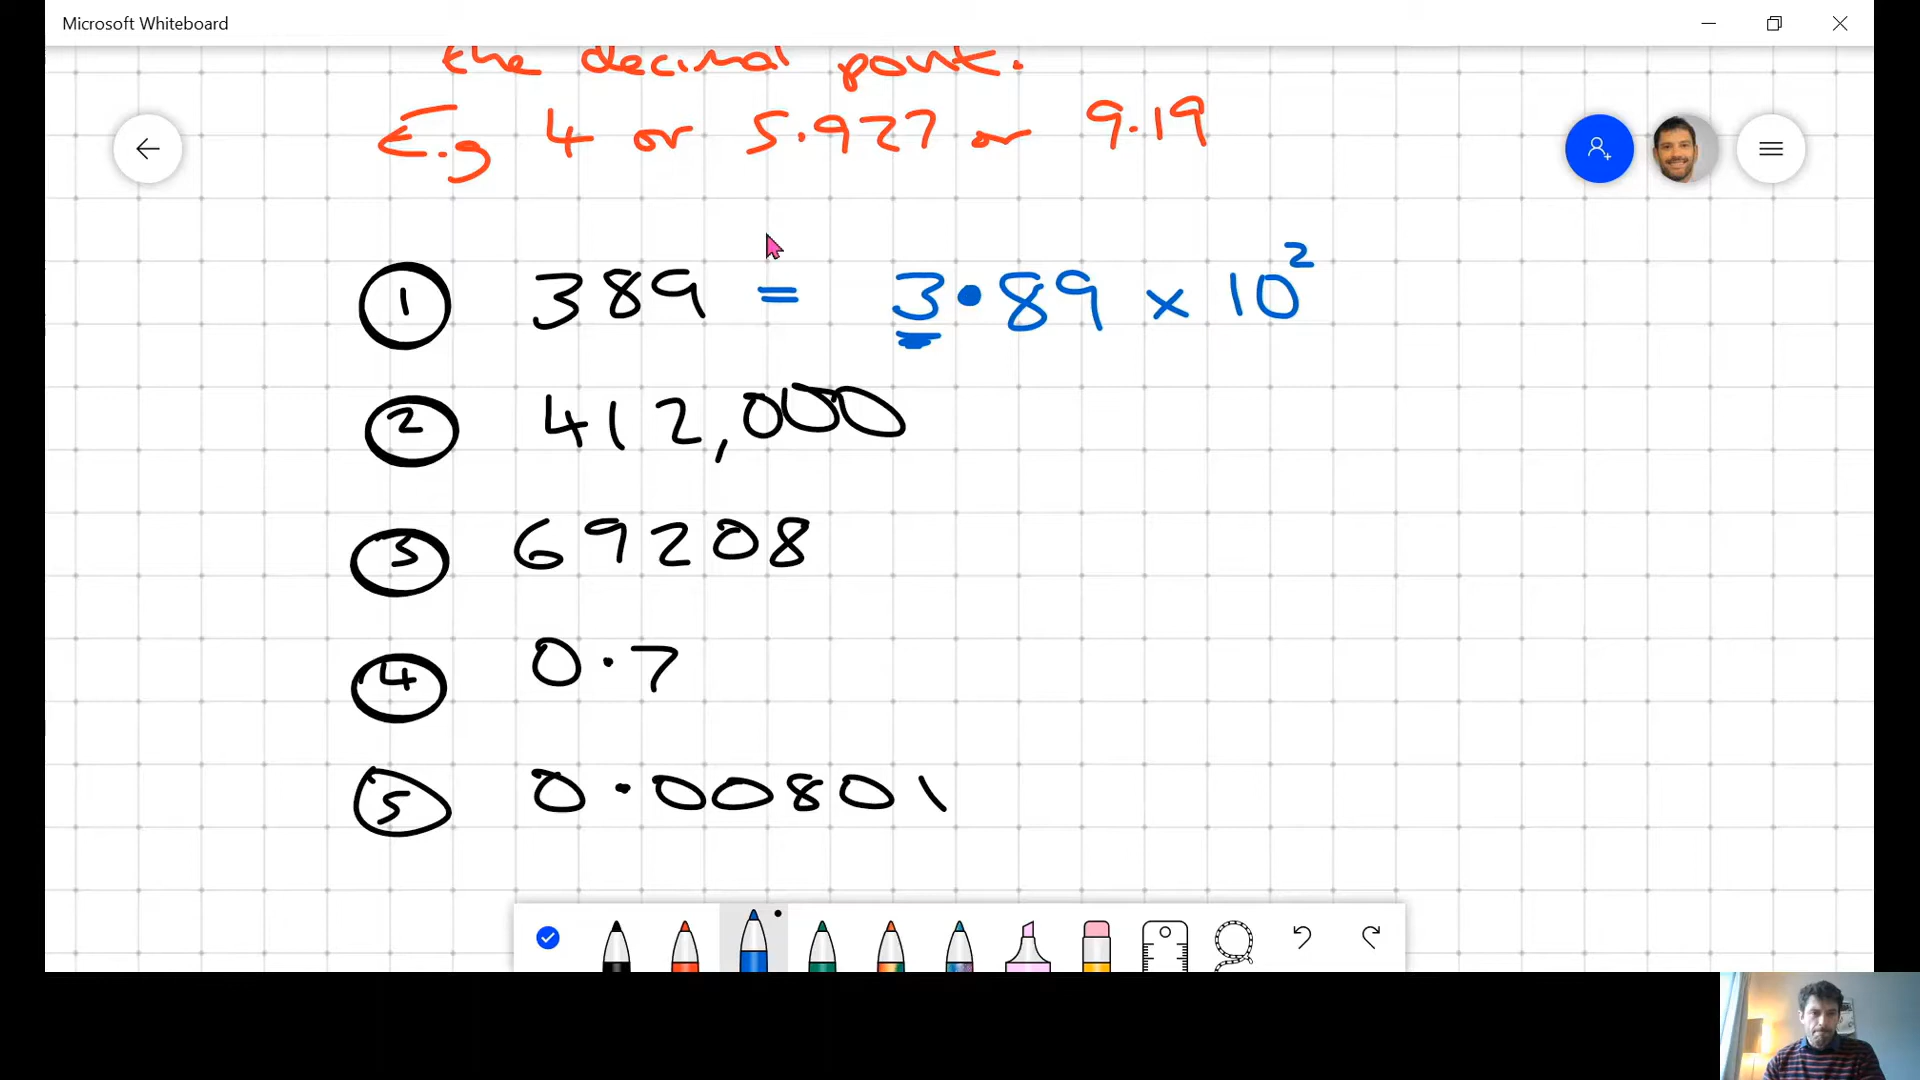 Microsoft Whiteboard
the decimal point.
E.g 4 or 5.927 or 9.19
1 389 = 3.89 x 10²
2 412,000
3 69208
4 0.7
5 0.00801